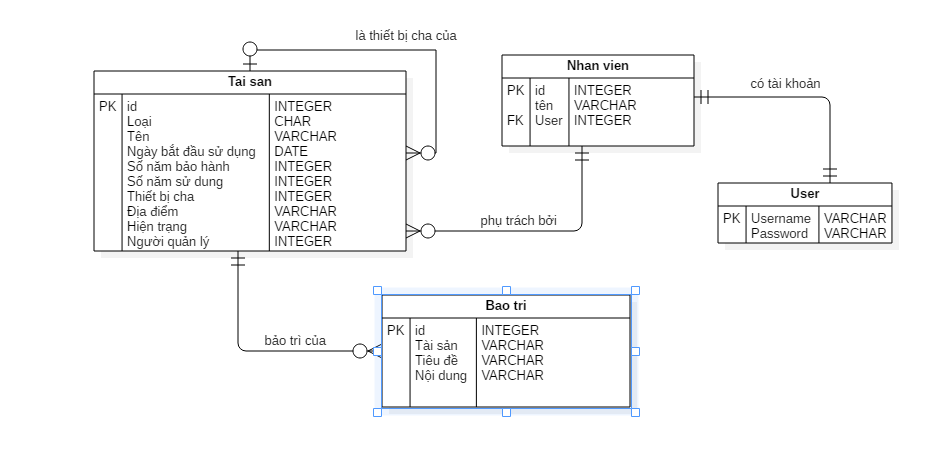 là thiết bị cha của
Tai san
PK id INTEGER
Loại CHAR
Tên VARCHAR
Ngày bắt đầu sử dụng DATE
Số năm bảo hành INTEGER
Số năm sử dung INTEGER
Thiết bị cha INTEGER
Địa điểm VARCHAR
Hiện trạng VARCHAR
Người quản lý INTEGER
Nhan vien
PK id INTEGER
tên VARCHAR
FK User INTEGER
có tài khoản
User
PK Username VARCHAR
Password VARCHAR
phụ trách bởi
bảo trì của
Bao tri
PK id INTEGER
Tài sản VARCHAR
Tiêu đề VARCHAR
Nội dung VARCHAR